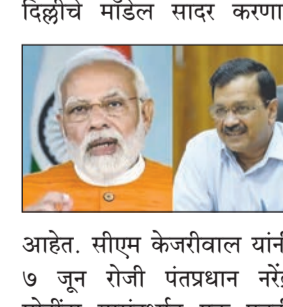 दिल्लीचे मॉडेल सादर करणा
आहेत. सीएम केजरीवाल यांनी
७ जून रोजी पंतप्रधान नरें